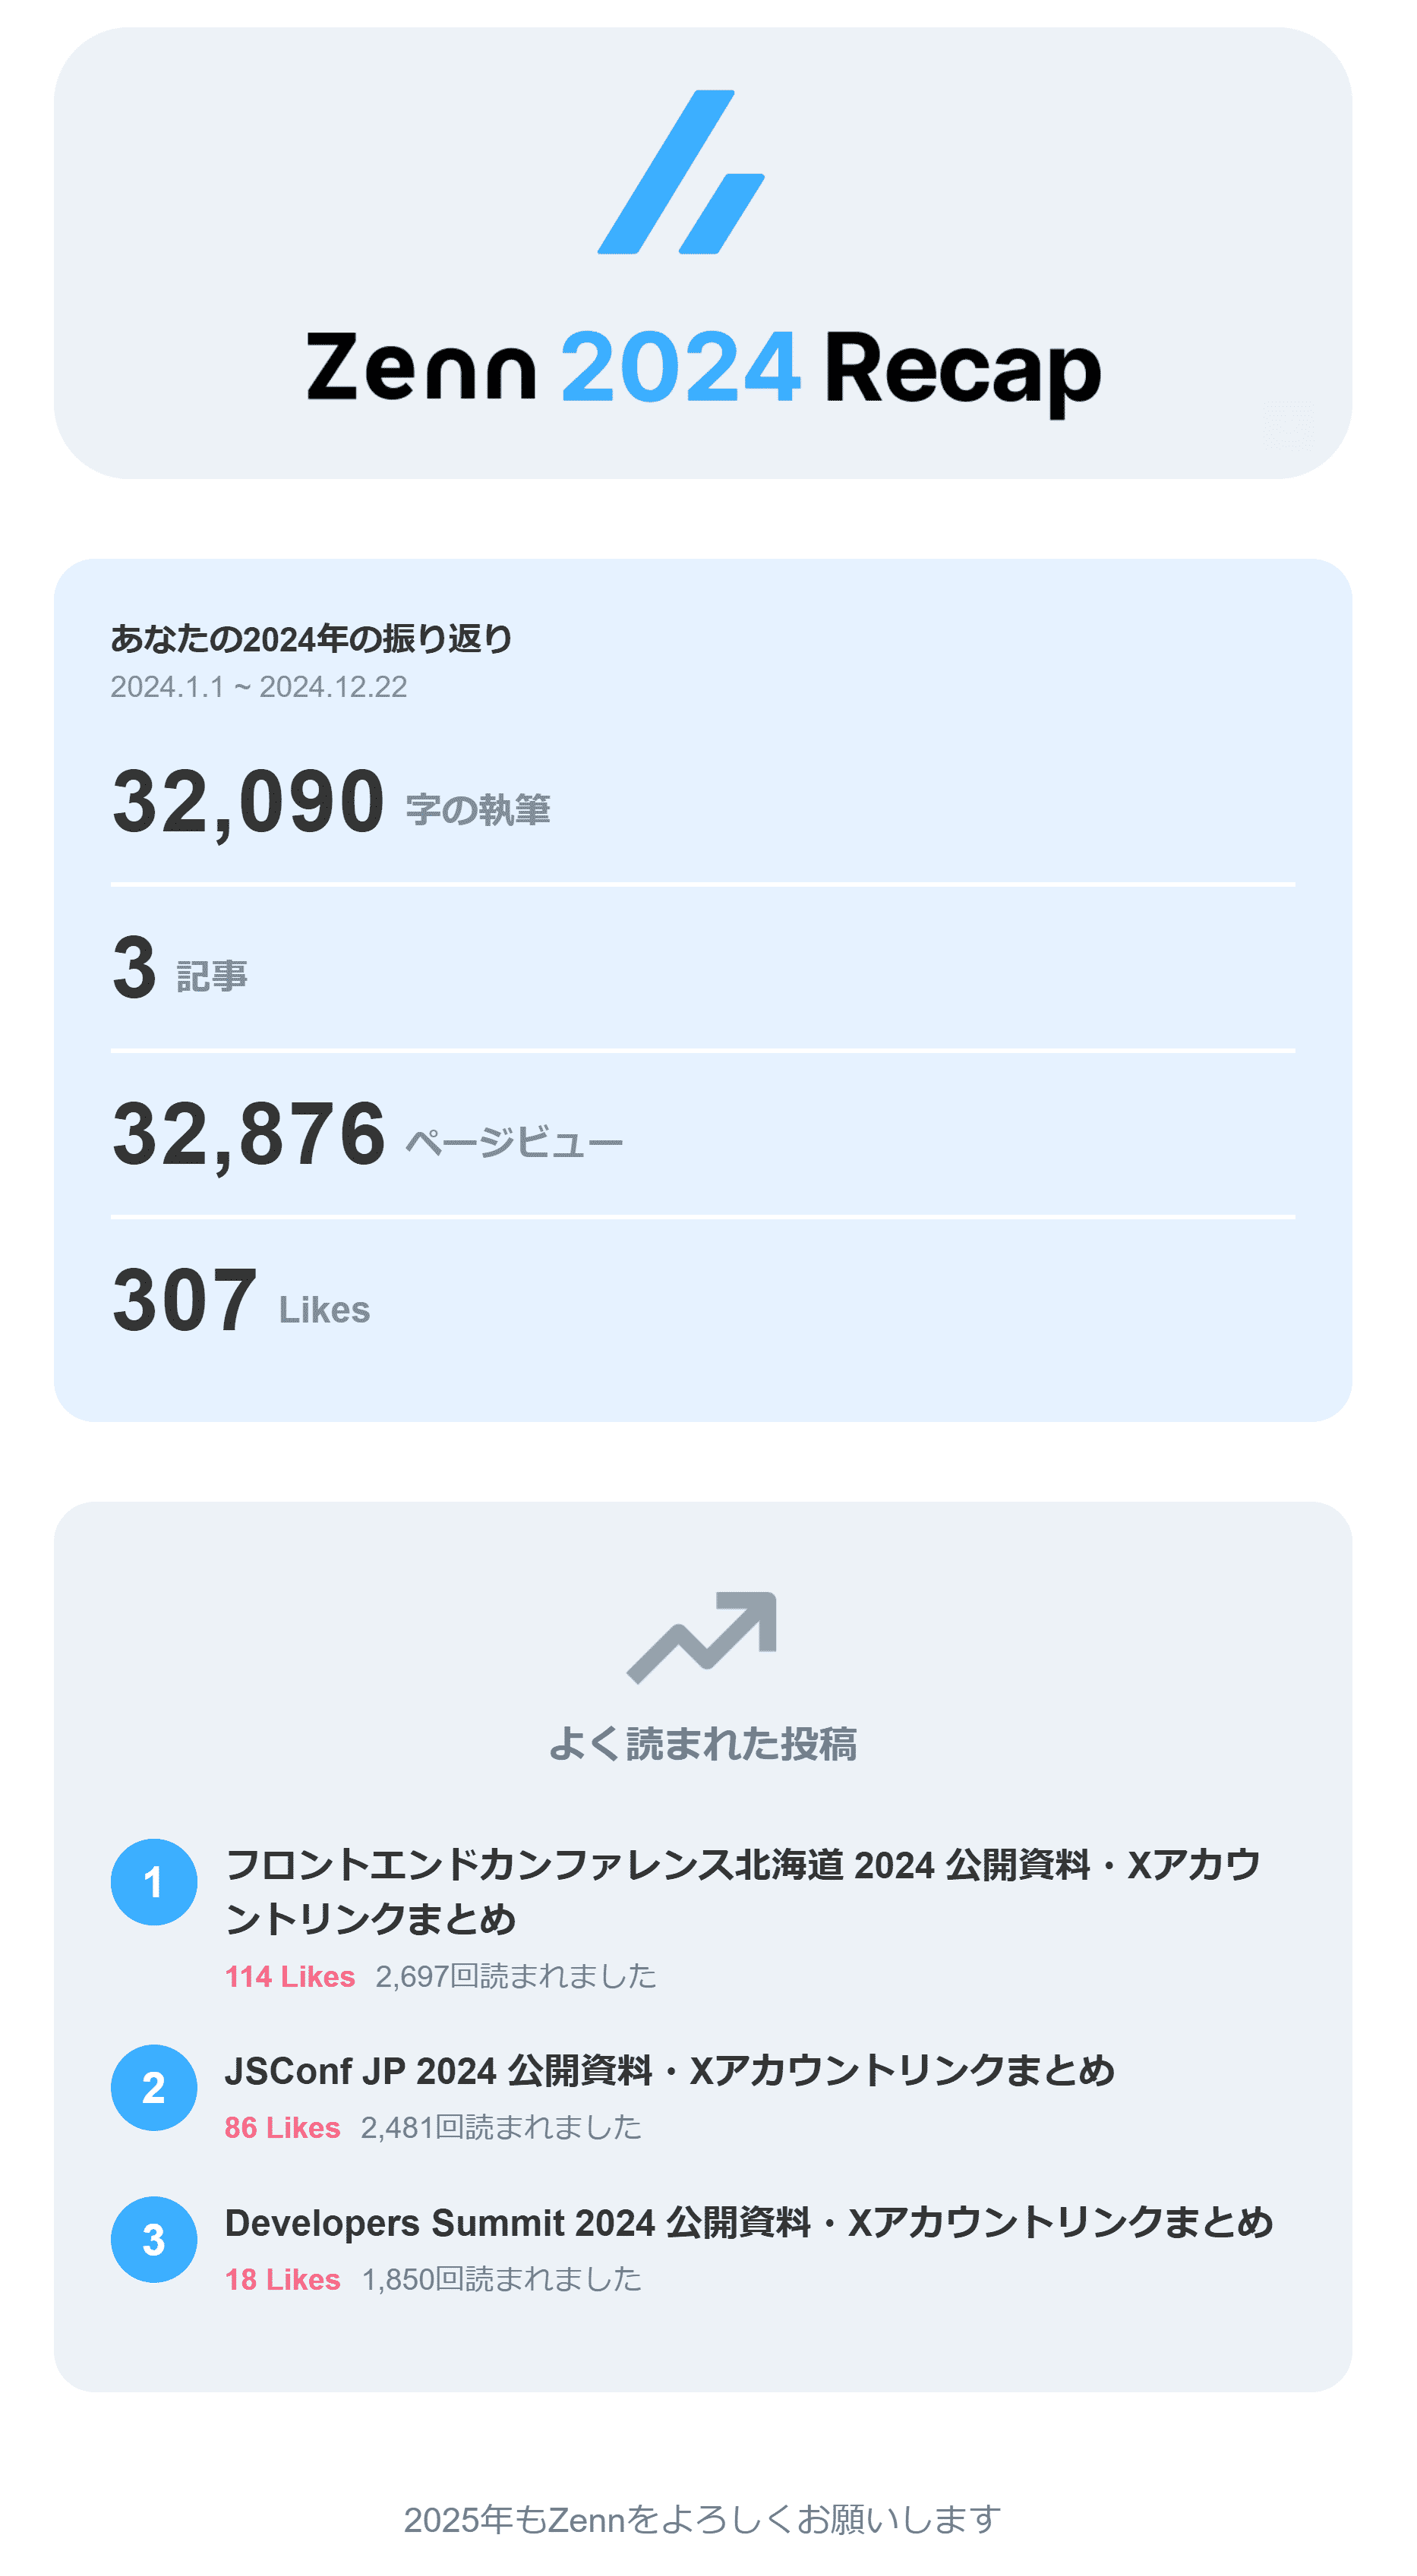 Zenn 2024 Recap
あなたの2024年の振り返り
2024.1.1 ~ 2024.12.22
32,090 字の執筆
3 記事
32,876 ページビュー
307 Likes
よく読まれた投稿
1 フロントエンドカンファレンス北海道 2024 公開資料・Xアカウ
ントリンクまとめ
114 Likes 2,697回読まれました
2 JSConf JP 2024 公開資料・Xアカウントリンクまとめ
86 Likes 2,481回読まれました
3 Developers Summit 2024 公開資料・Xアカウントリンクまとめ
18 Likes 1,850回読まれました
2025年もZennをよろしくお願いします